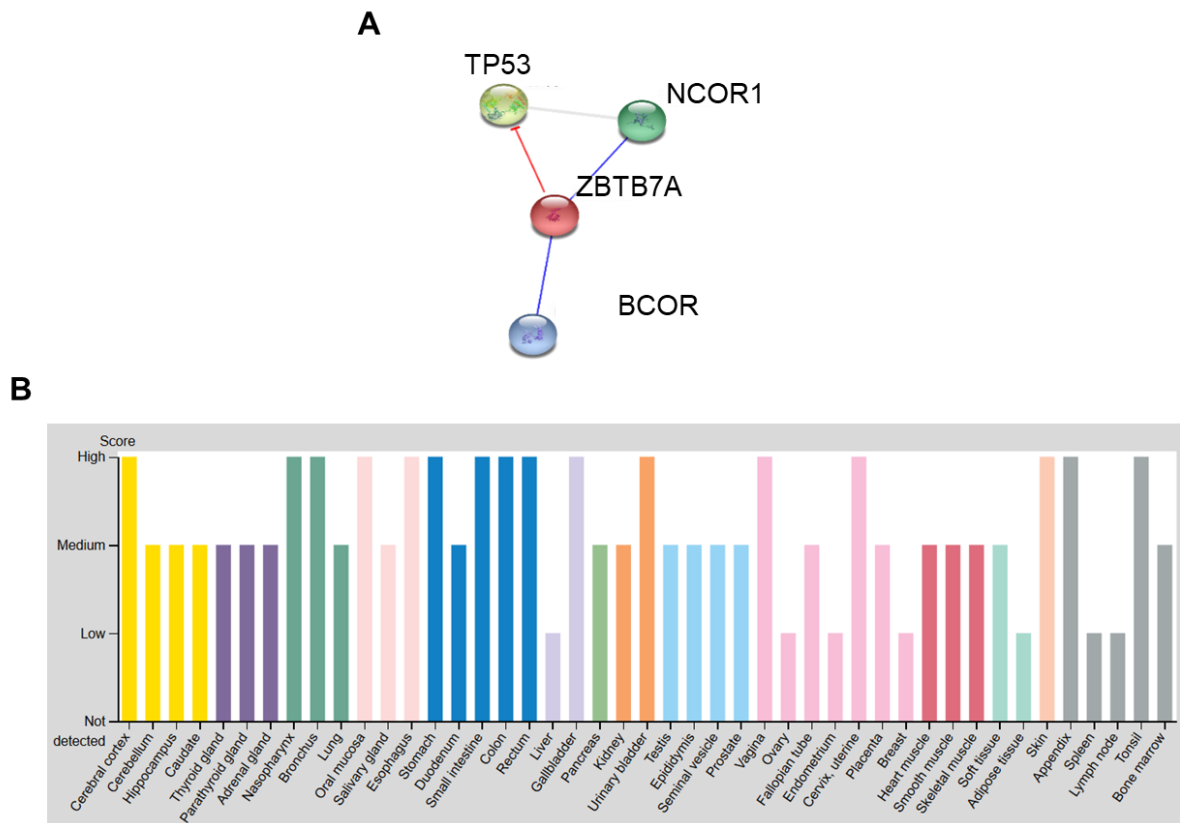 A
TP53
NCOR1
ZBTB7A
BCOR
B
Score
High
Medium
Low
Not
detected
Cerebral cortex
Cerebellum
Hippocampus
Caudate
Thyroid gland
Parathyroid gland
Adrenal gland
Nasopharynx
Bronchus
Lung
Oral mucosa
Salivary gland
Esophagus
Stomach
Duodenum
Small intestine
Colon
Rectum
Liver
Gallbladder
Pancreas
Kidney
Urinary bladder
Testis
Epididymis
Seminal vesicle
Prostate
Vagina
Ovary
Fallopian tube
Endometrium
Cervix, uterine
Placenta
Breast
Heart muscle
Smooth muscle
Skeletal muscle
Soft tissue
Adipose tissue
Skin
Appendix
Spleen
Lymph node
Tonsil
Bone marrow